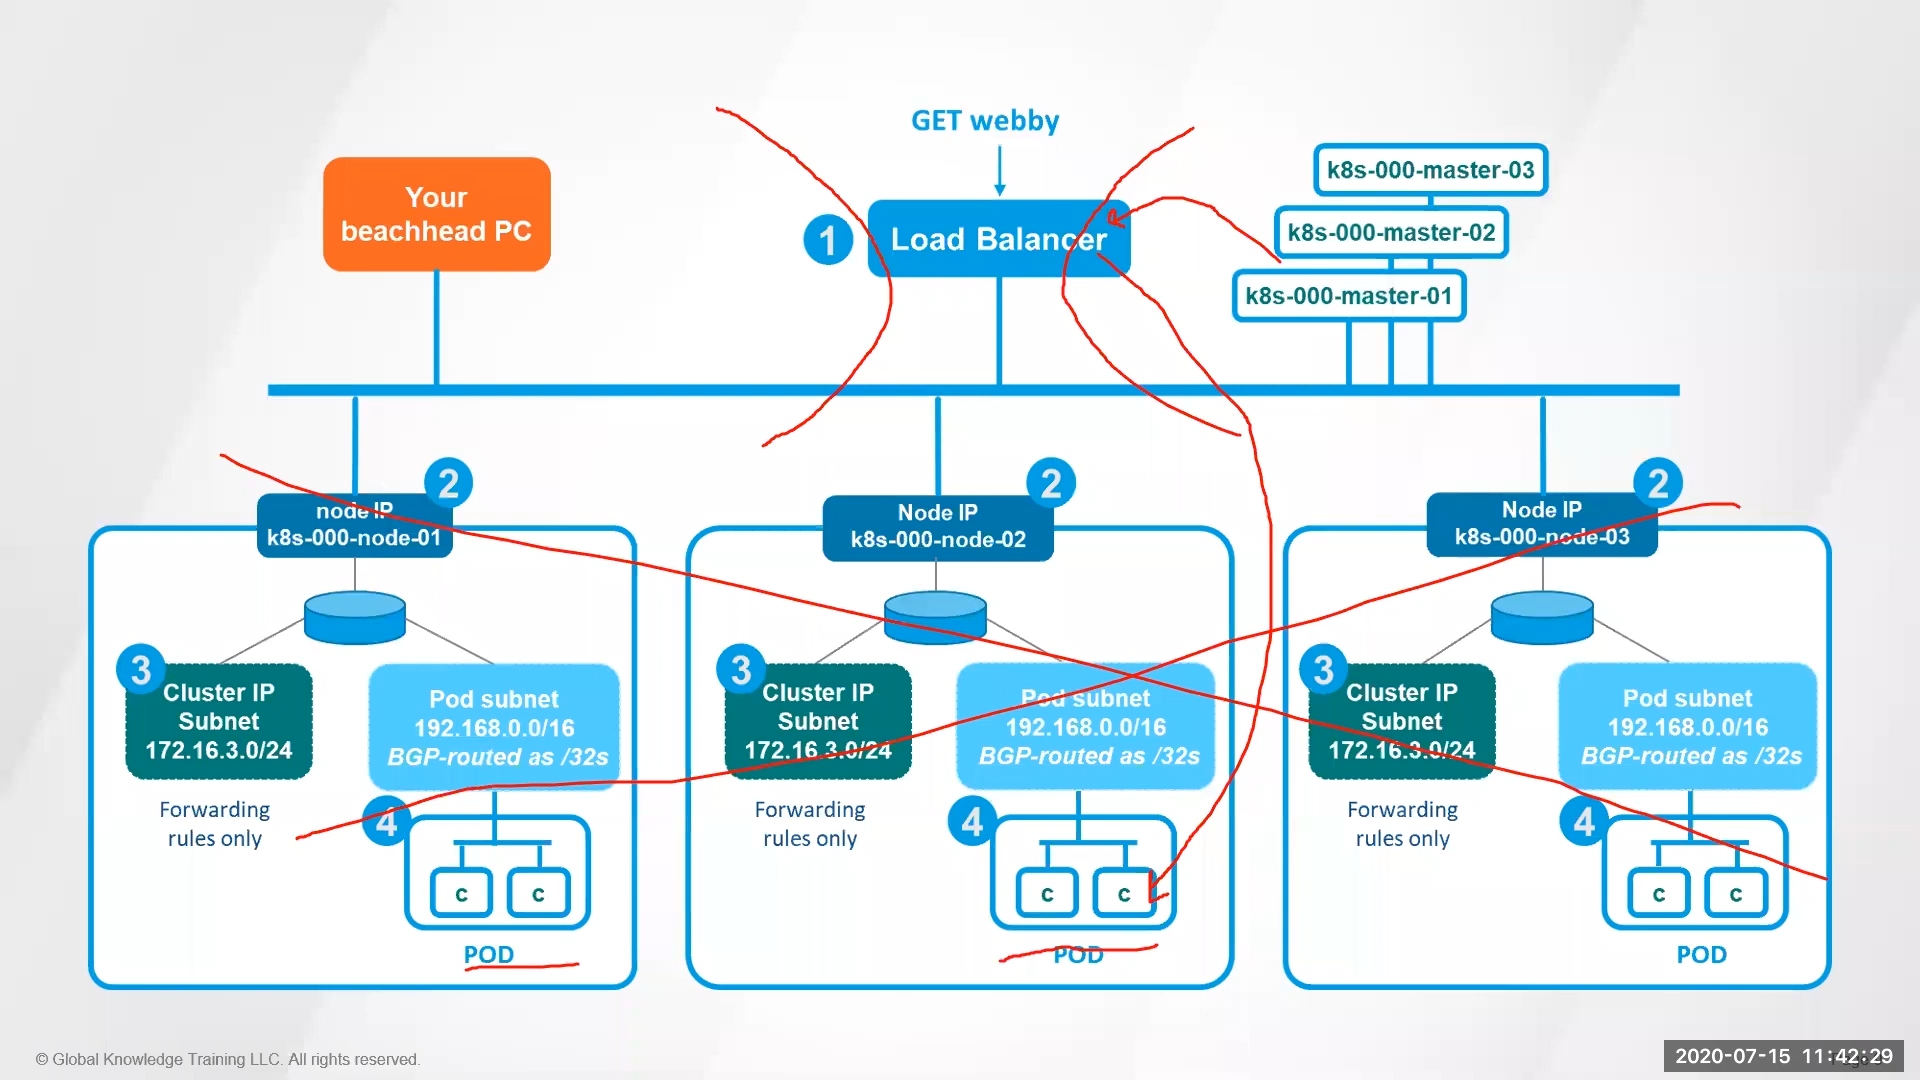 GET webby
k8s-000-master-03
Your
beachhead PC
1
Load Balancer
k8s-000-master-02
k8s-000-master-01
2
node IP
k8s-000-node-01
2
Node IP
k8s-000-node-02
2
Node IP
k8s-000-node-03
3
Cluster IP
Subnet
172.16.3.0/24
Pod subnet
192.168.0.0/16
BGP-routed as /32s
3
Cluster IP
Subnet
172.16.3.0/24
Pod subnet
192.168.0.0/16
BGP-routed as /32s
3
Cluster IP
Subnet
172.16.3.0/24
Pod subnet
192.168.0.0/16
BGP-routed as /32s
Forwarding
rules only
4
c c
POD
Forwarding
rules only
4
c c
POD
Forwarding
rules only
4
c c
POD
© Global Knowledge Training LLC. All rights reserved.
2020-07-15 11:42:29